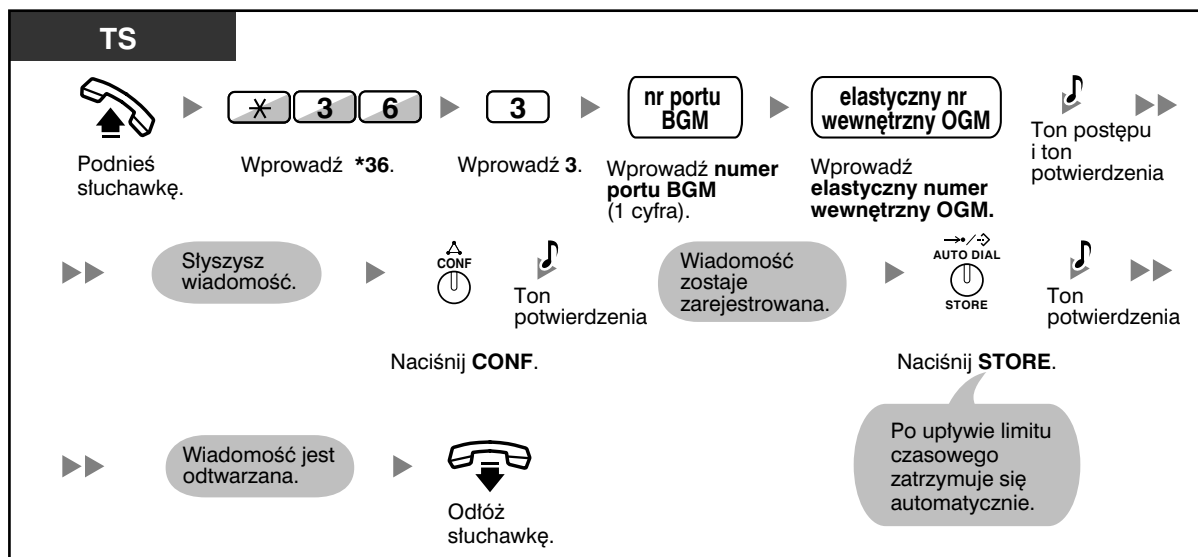 TS
✳ 3 6
3
nr portu
BGM
elastyczny nr
wewnętrzny OGM
Podnieś
słuchawkę.
Wprowadź *36.
Wprowadź 3.
Wprowadź numer
portu BGM
(1 cyfra).
Wprowadź
elastyczny numer
wewnętrzny OGM.
Ton postępu
i ton
potwierdzenia
Słyszysz
wiadomość.
CONF
Ton
potwierdzenia
Naciśnij CONF.
Wiadomość
zostaje
zarejestrowana.
AUTO DIAL
STORE
Ton
potwierdzenia
Naciśnij STORE.
Po upływie limitu
czasowego
zatrzymuje się
automatycznie.
Wiadomość jest
odtwarzana.
Odłóż
słuchawkę.